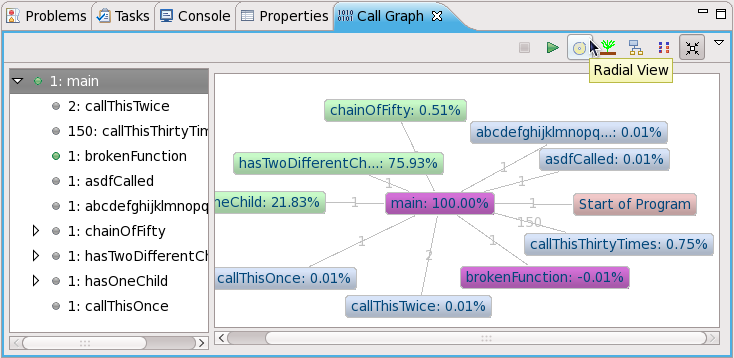 Problems Tasks Console Properties Call Graph
Radial View
1: main
2: callThisTwice
150: callThisThirtyTim
1: brokenFunction
1: asdfCalled
1: abcdefghijklmnopq
1: chainOfFifty
1: hasTwoDifferentCh
1: hasOneChild
1: callThisOnce
chainOfFifty: 0.51%
abcdefghijklmnopq...: 0.01%
hasTwoDifferentCh...: 75.93%
asdfCalled: 0.01%
1
1
1
neChild: 21.83%
1
main: 100.00%
1
Start of Program
150
1
2
1
callThisThirtyTimes: 0.75%
callThisOnce: 0.01%
brokenFunction: -0.01%
callThisTwice: 0.01%